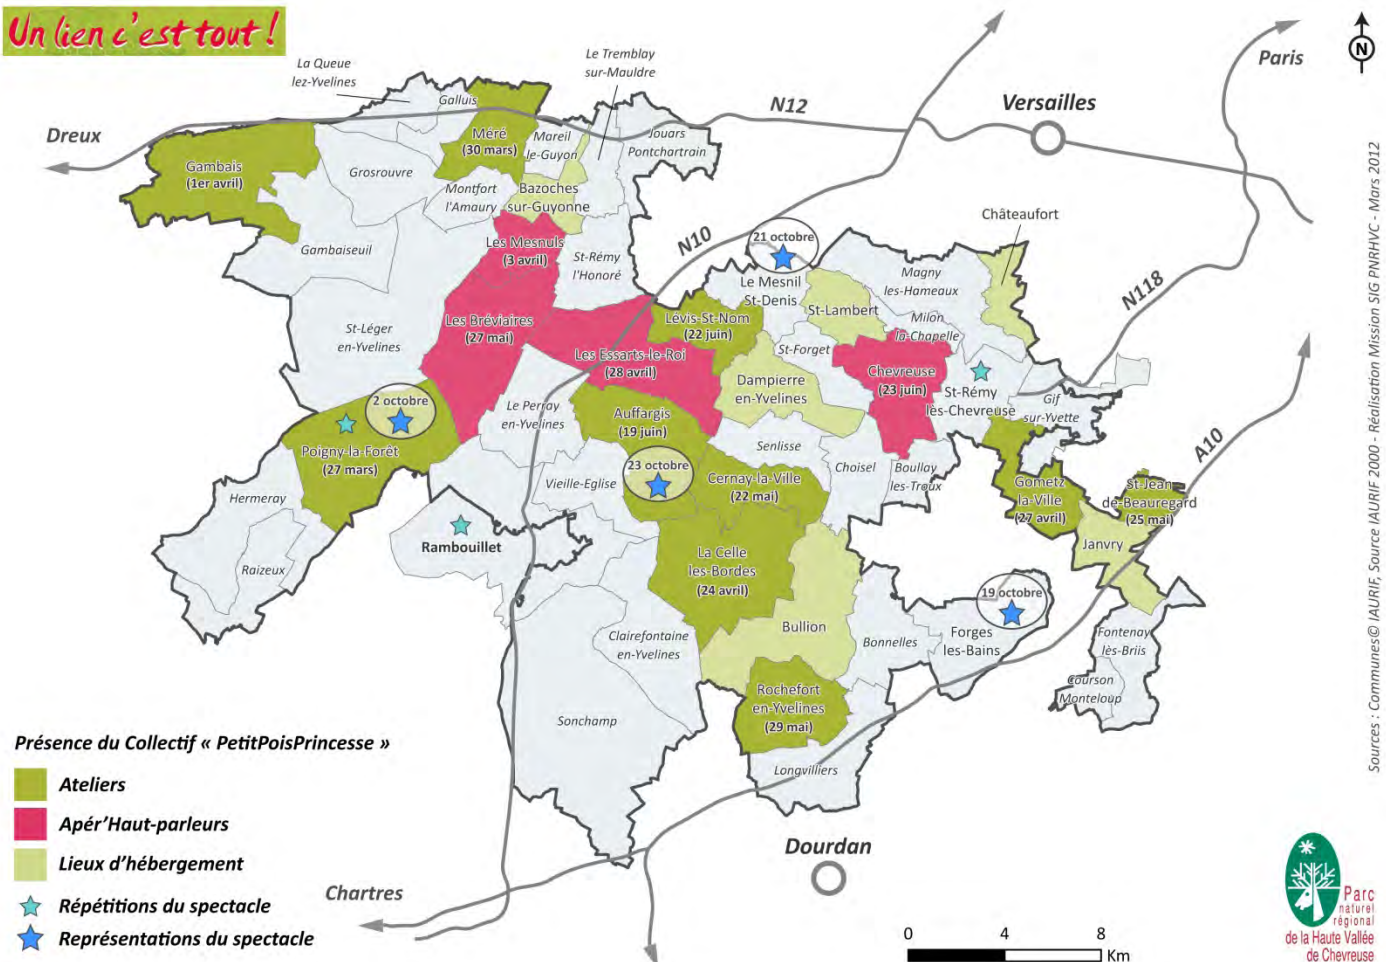 Un lien c'est tout !
La Queue
lez-Yvelines
Galluis
Le Tremblay
sur-Mauldre
Paris
N
N12
Versailles
Dreux
Méré
(30 mars)
Mareil
le-Guyon
Jouars
Pontchartrain
Gambais
(1er avril)
Grosrouvre
Montfort
l'Amaury
Bazoches
sur-Guyonne
Châteaufort
Gambaiseuil
Les Mesnuls
(3 avril)
St-Rémy
l'Honoré
N10
21 octobre
Le Mesnil
St-Denis
Magny
les-Hameaux
N118
St-Léger
en-Yvelines
Les Bréviaires
(27 mai)
Lévis-St-Nom
(22 juin)
St-Lambert
Milon
la-Chapelle
St-Forget
Les Essarts-le-Roi
(28 avril)
Dampierre
en-Yvelines
Chevreuse
(23 juin)
St-Rémy
lès-Chevreuse
Gif
sur-Yvette
A10
2 octobre
Le Perray
en-Yvelines
Auffargis
(19 juin)
Senlisse
Choisel
Boullay
les-Troux
Poigny-la-Forêt
(27 mars)
Hermeray
Raizeux
Rambouillet
Vieille-Eglise
23 octobre
Cernay-la-Ville
(22 mai)
Gometz
la-Ville
(27 avril)
St-Jean
de-Beauregard
(25 mai)
Janvry
La Celle
les-Bordes
(24 avril)
19 octobre
Forges
les-Bains
Bullion
Bonnelles
Clairefontaine
en-Yvelines
Fontenay
lès-Briis
Courson
Monteloup
Sonchamp
Rochefort
en-Yvelines
(29 mai)
Longvilliers
Dourdan
Chartres
Présence du Collectif « PetitPoisPrincesse »
Ateliers
Apér'Haut-parleurs
Lieux d'hébergement
Répétitions du spectacle
Représentations du spectacle
0 4 8
Km
Sources : Communes© IAURIF, Source IAURIF 2000 - Réalisation Mission SIG PNRHVC - Mars 2012
Parc
naturel
régional
de la Haute Vallée
de Chevreuse